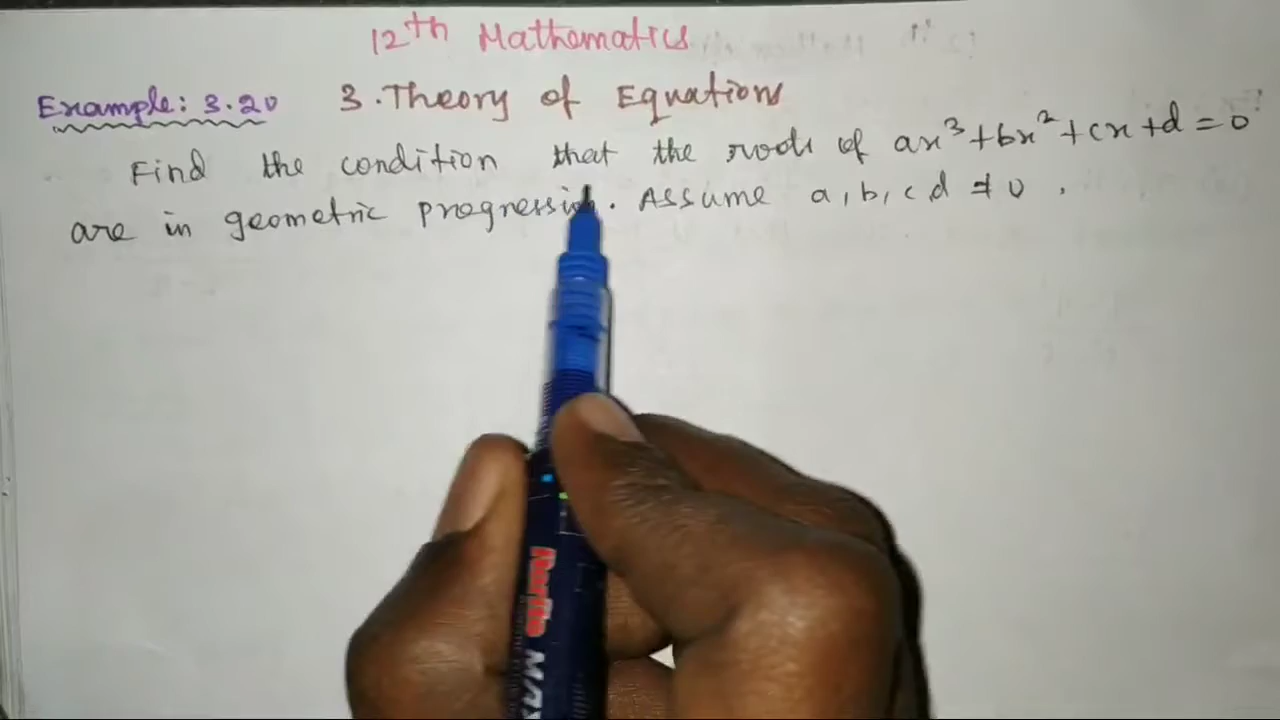 12th Mathematics
Example: 3.20 3. Theory of Equations
Find the condition that the roots of ax³+bx²+cx+d=0
are in geometric progression. Assume a, b, c, d ≠ 0.